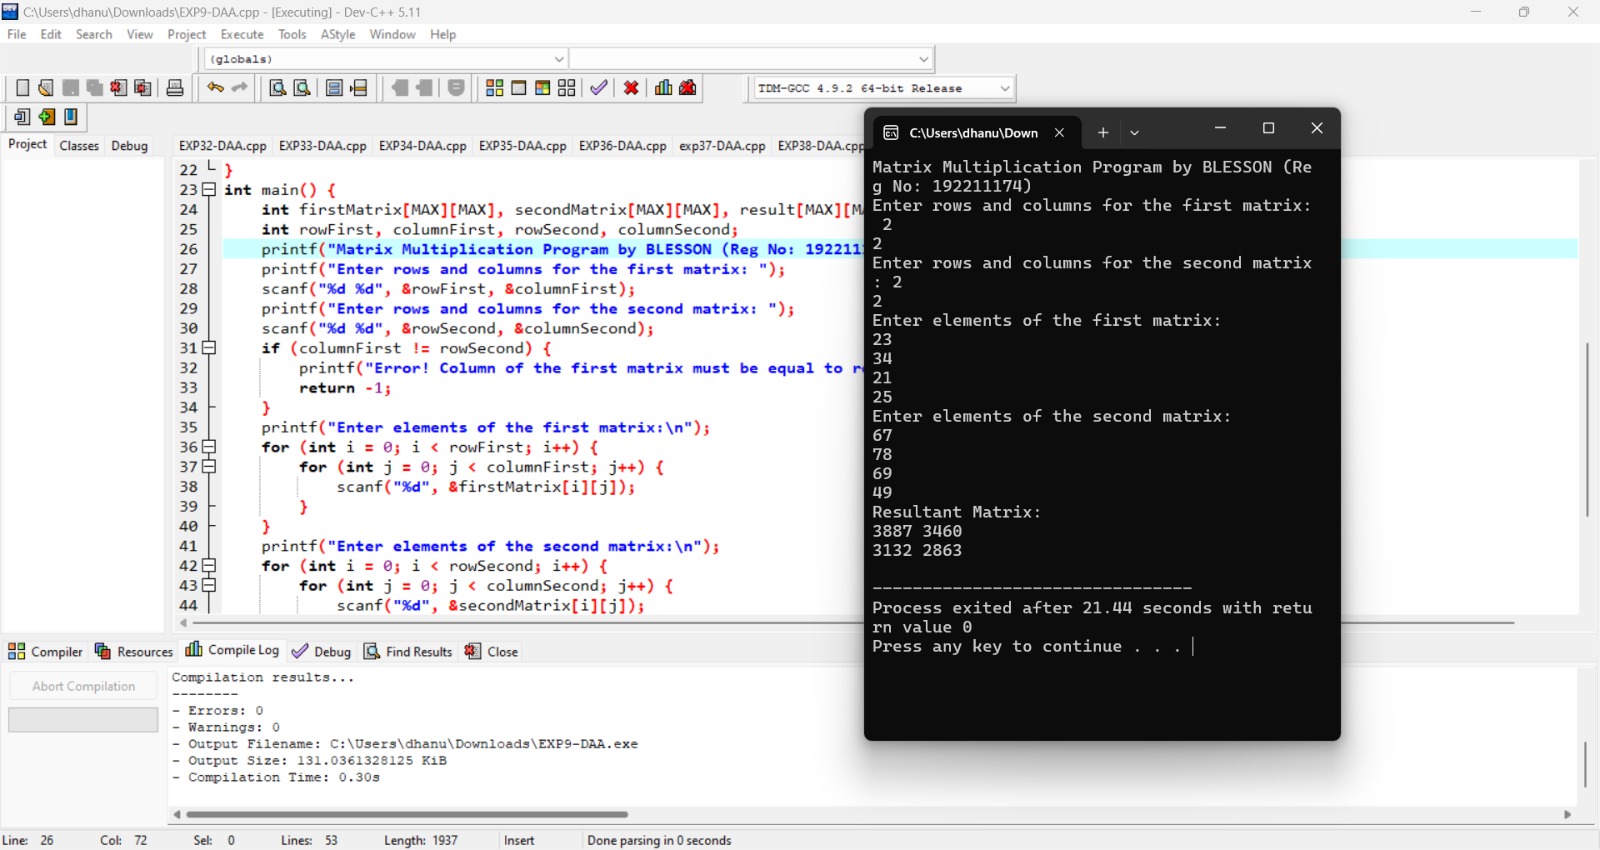 C:\Users\dhanu\Downloads\EXP9-DAA.cpp - [Executing] - Dev-C++ 5.11
File Edit Search View Project Execute Tools AStyle Window Help
(globals)
TDM-GCC 4.9.2 64-bit Release
Project Classes Debug
EXP32-DAA.cpp EXP33-DAA.cpp EXP34-DAA.cpp EXP35-DAA.cpp EXP36-DAA.cpp exp37-DAA.cpp EXP38-DAA.cpp
22 }
23 int main() {
24 int firstMatrix[MAX][MAX], secondMatrix[MAX][MAX], result[MAX][MA
25 int rowFirst, columnFirst, rowSecond, columnSecond;
26 printf("Matrix Multiplication Program by BLESSON (Reg No: 192211
27 printf("Enter rows and columns for the first matrix: ");
28 scanf("%d %d", &rowFirst, &columnFirst);
29 printf("Enter rows and columns for the second matrix: ");
30 scanf("%d %d", &rowSecond, &columnSecond);
31 if (columnFirst != rowSecond) {
32 printf("Error! Column of the first matrix must be equal to r
33 return -1;
34 }
35 printf("Enter elements of the first matrix:\n");
36 for (int i = 0; i < rowFirst; i++) {
37 for (int j = 0; j < columnFirst; j++) {
38 scanf("%d", &firstMatrix[i][j]);
39 }
40 }
41 printf("Enter elements of the second matrix:\n");
42 for (int i = 0; i < rowSecond; i++) {
43 for (int j = 0; j < columnSecond; j++) {
44 scanf("%d", &secondMatrix[i][j]);
C:\Users\dhanu\Down
Matrix Multiplication Program by BLESSON (Re
g No: 192211174)
Enter rows and columns for the first matrix:
2
2
Enter rows and columns for the second matrix
: 2
2
Enter elements of the first matrix:
23
34
21
25
Enter elements of the second matrix:
67
78
69
49
Resultant Matrix:
3887 3460
3132 2863
--------------------------------
Process exited after 21.44 seconds with retu
rn value 0
Press any key to continue . . .
Compiler Resources Compile Log Debug Find Results Close
Abort Compilation
Compilation results...
--------
- Errors: 0
- Warnings: 0
- Output Filename: C:\Users\dhanu\Downloads\EXP9-DAA.exe
- Output Size: 131.0361328125 KiB
- Compilation Time: 0.30s
Line: 26 Col: 72 Sel: 0 Lines: 53 Length: 1937 Insert Done parsing in 0 seconds